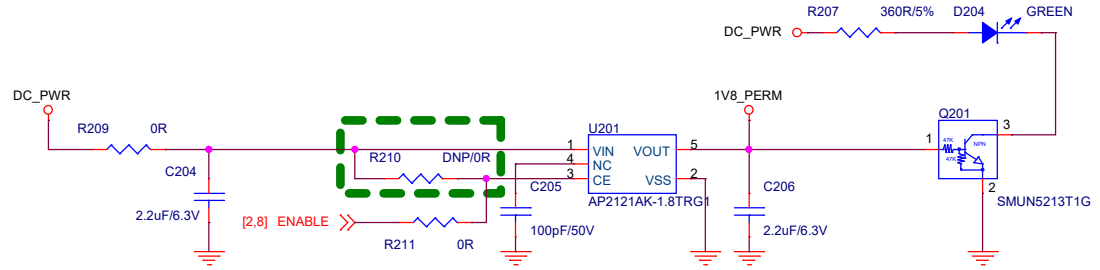 R207 360R/5% D204 GREEN
DC_PWR
DC_PWR
1V8_PERM
R209 0R
U201
Q201
R210 DNP/0R
1 VIN VOUT 5
4 NC
3 CE VSS 2
1 47K 47K NPN 3
2
C204
2.2uF/6.3V
C205
100pF/50V
AP2121AK-1.8TRG1
C206
2.2uF/6.3V
SMUN5213T1G
[2,8] ENABLE
R211 0R